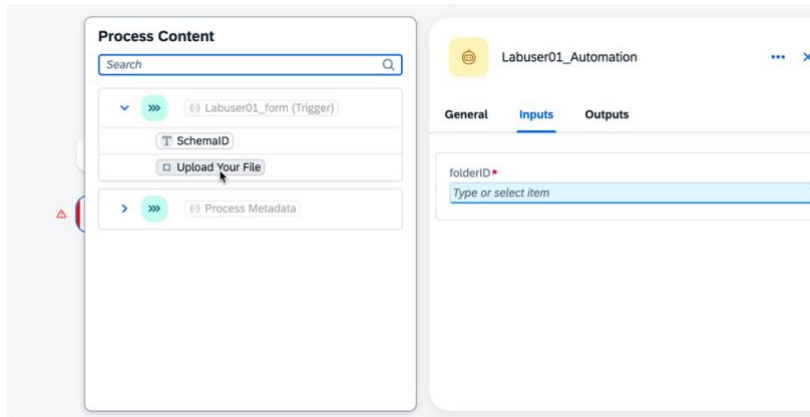 Process Content
Search
Labuser01_form (Trigger)
SchemaID
Upload Your File
Process Metadata
Labuser01_Automation
General Inputs Outputs
folderID*
Type or select item